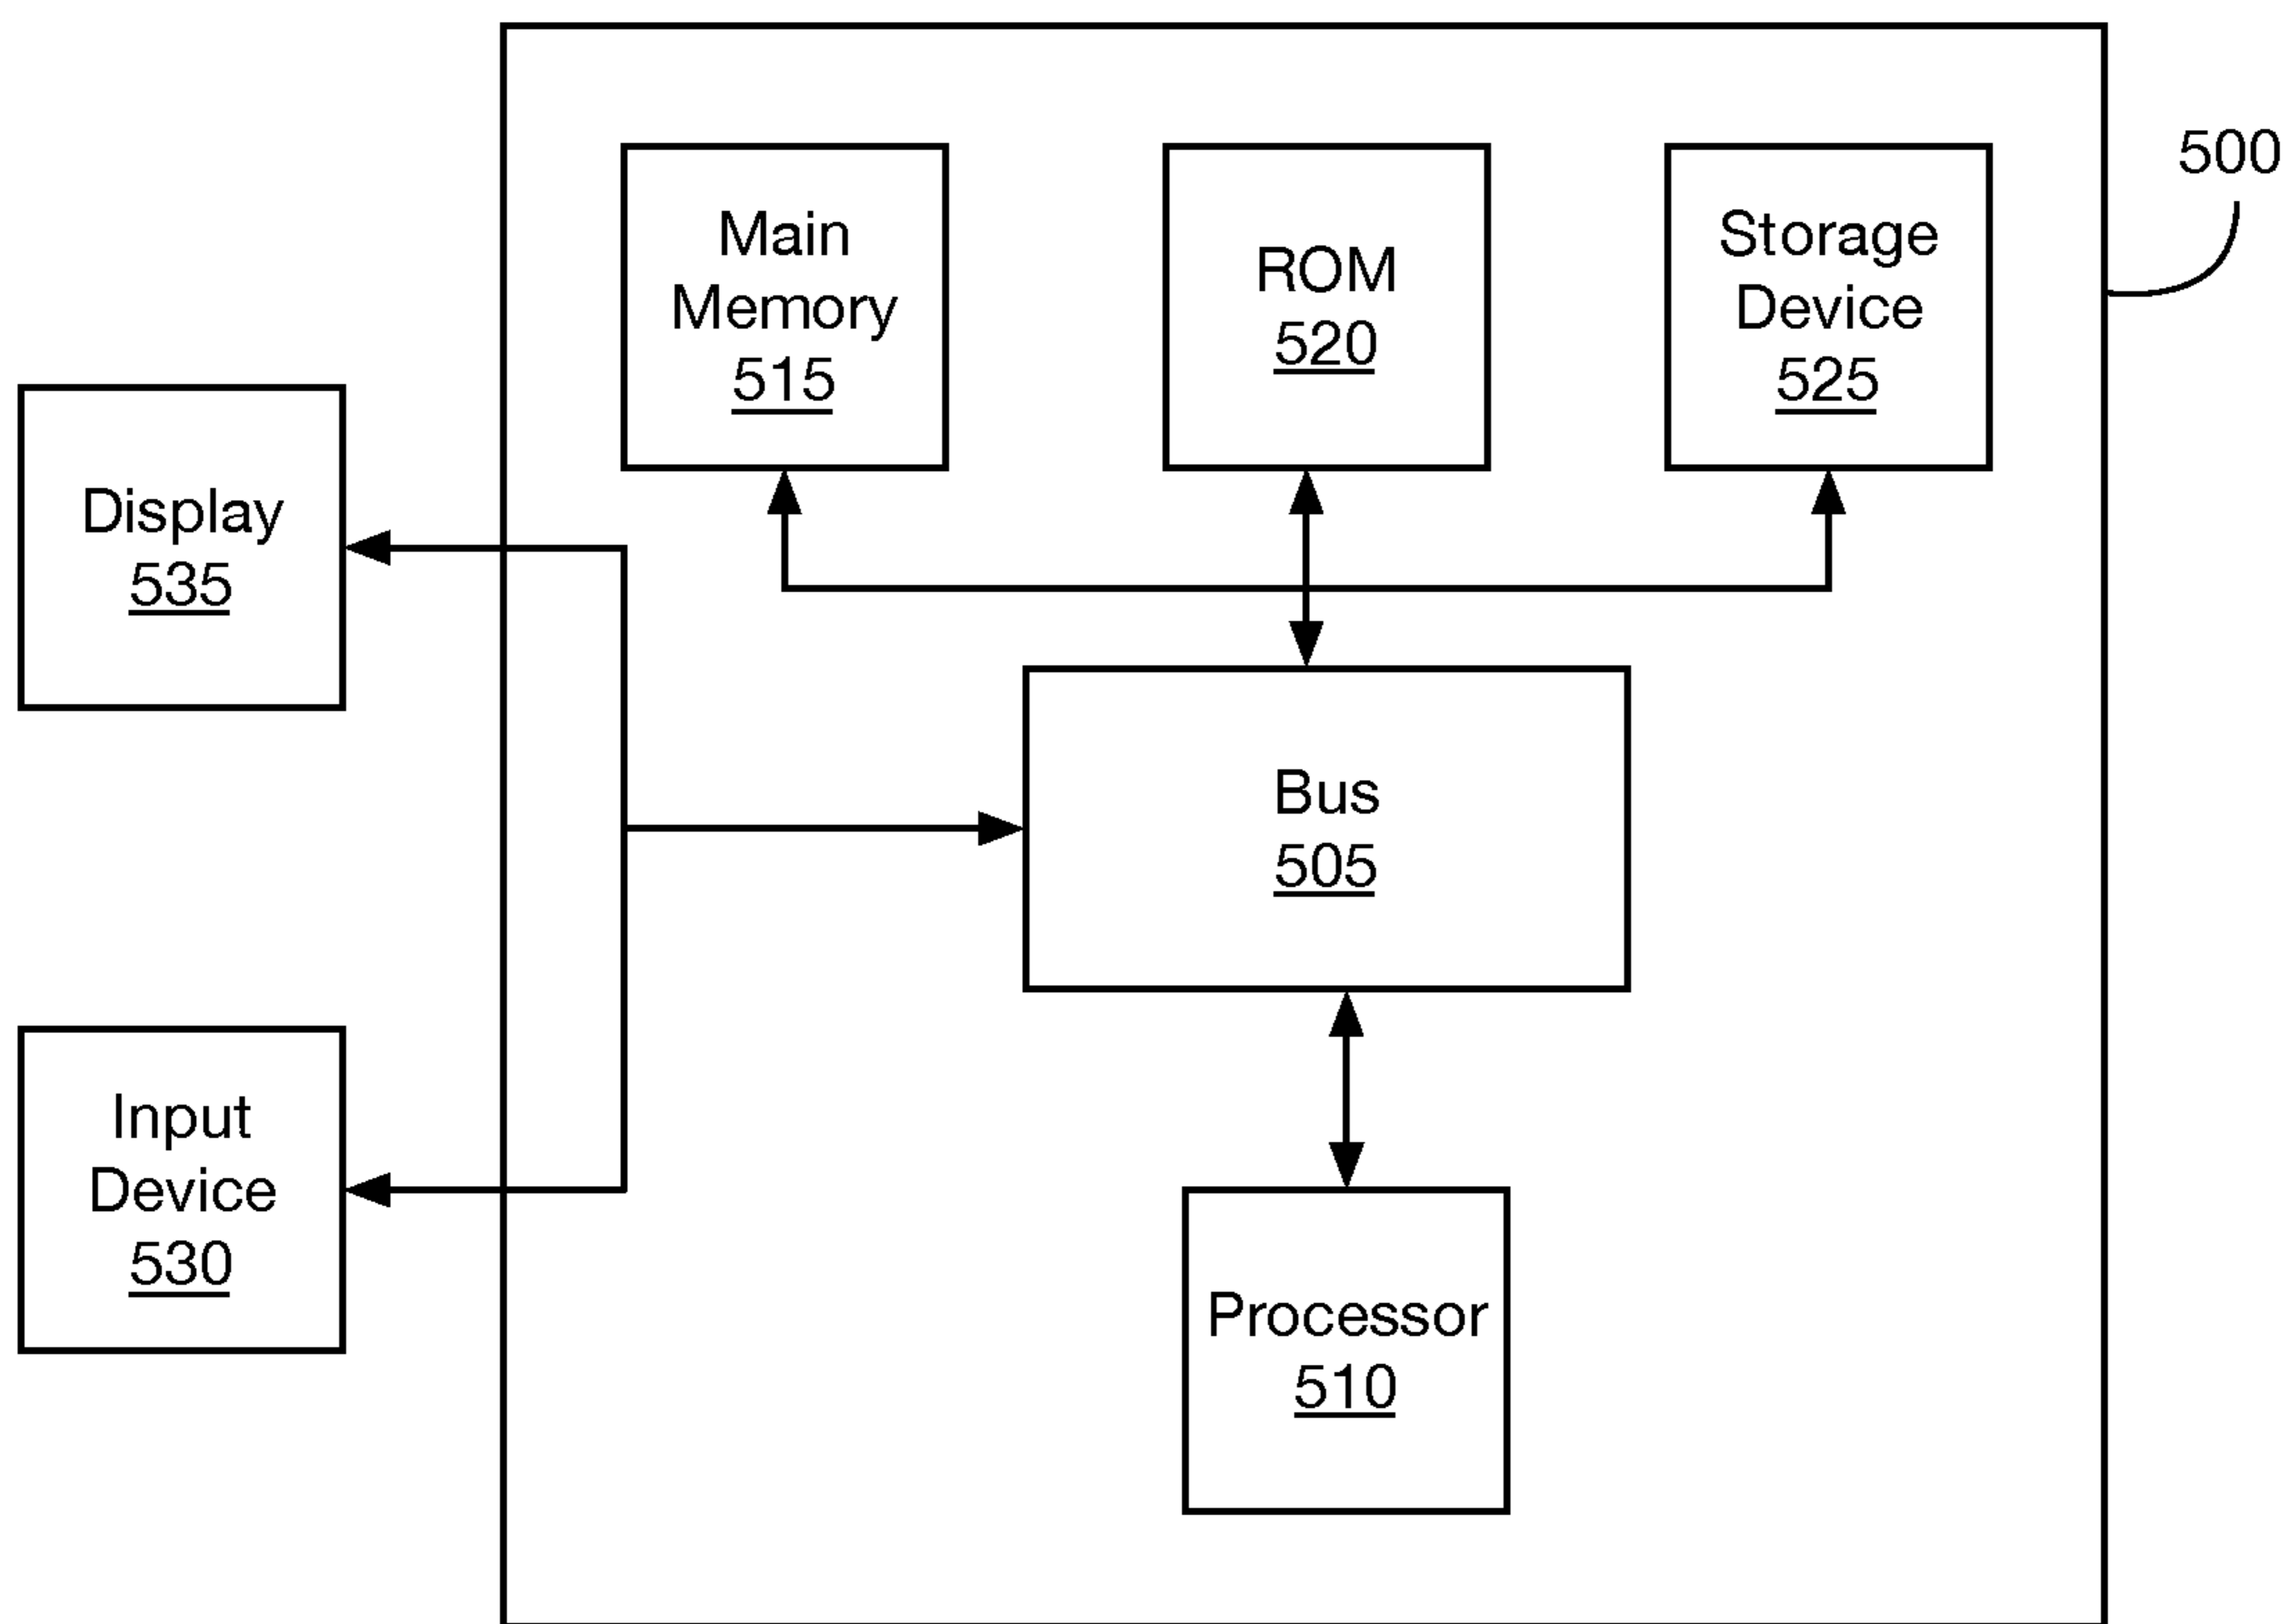 500
Main
Memory
515
ROM
520
Storage
Device
525
Display
535
Bus
505
Input
Device
530
Processor
510